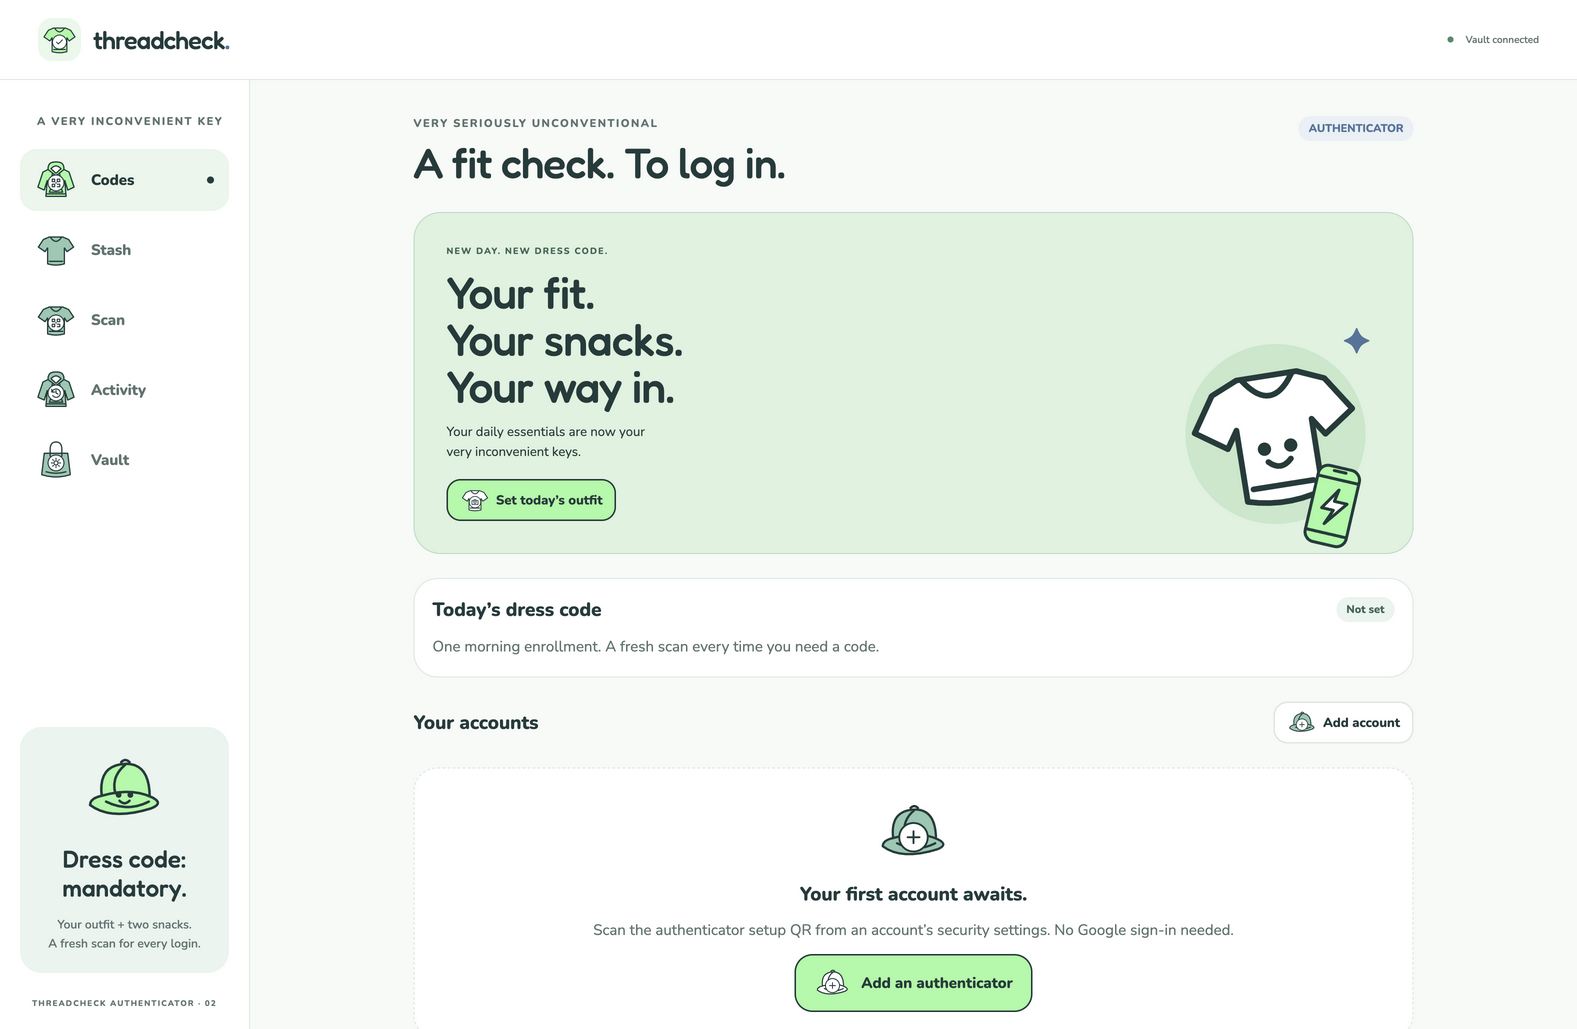 threadcheck.
Vault connected
A VERY INCONVENIENT KEY
Codes
Stash
Scan
Activity
Vault
Dress code:
mandatory.
Your outfit + two snacks.
A fresh scan for every login.
THREADCHECK AUTHENTICATOR · 02
VERY SERIOUSLY UNCONVENTIONAL
AUTHENTICATOR
A fit check. To log in.
NEW DAY. NEW DRESS CODE.
Your fit.
Your snacks.
Your way in.
Your daily essentials are now your
very inconvenient keys.
Set today’s outfit
Today’s dress code
Not set
One morning enrollment. A fresh scan every time you need a code.
Your accounts
Add account
Your first account awaits.
Scan the authenticator setup QR from an account’s security settings. No Google sign-in needed.
Add an authenticator